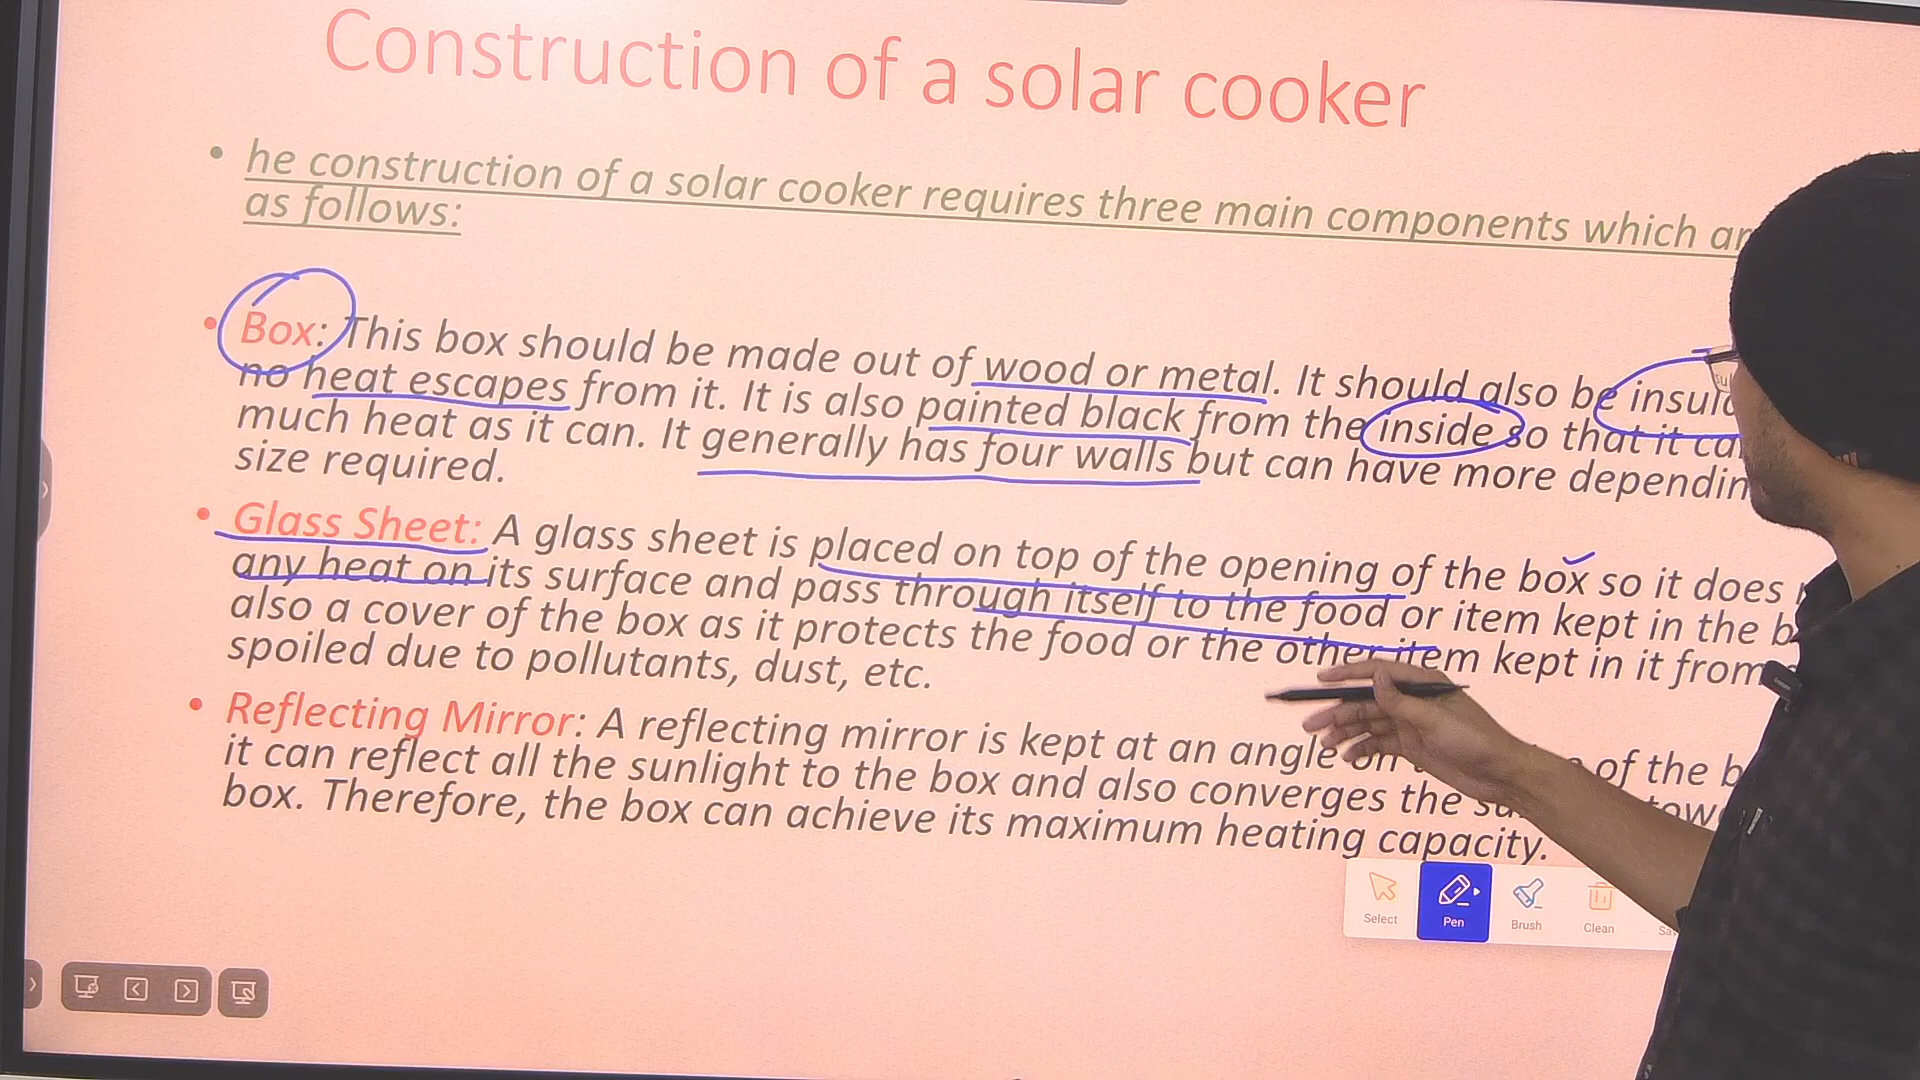 Construction of a solar cooker
• he construction of a solar cooker requires three main components which
as follows:
• Box: This box should be made out of wood or metal. It should also be
no heat escapes from it. It is also painted black from the inside so that it
much heat as it can. It generally has four walls but can have more
size required.
• Glass Sheet: A glass sheet is placed on top of the opening of the box so it does
any heat on its surface and pass through itself to the food or item kept in the
also a cover of the box as it protects the food or the other item kept in it from
spoiled due to pollutants, dust, etc.
• Reflecting Mirror: A reflecting mirror is kept at an angle on of the
it can reflect all the sunlight to the box and also converges the
box. Therefore, the box can achieve its maximum heating capacity.
Select Pen Brush Clean